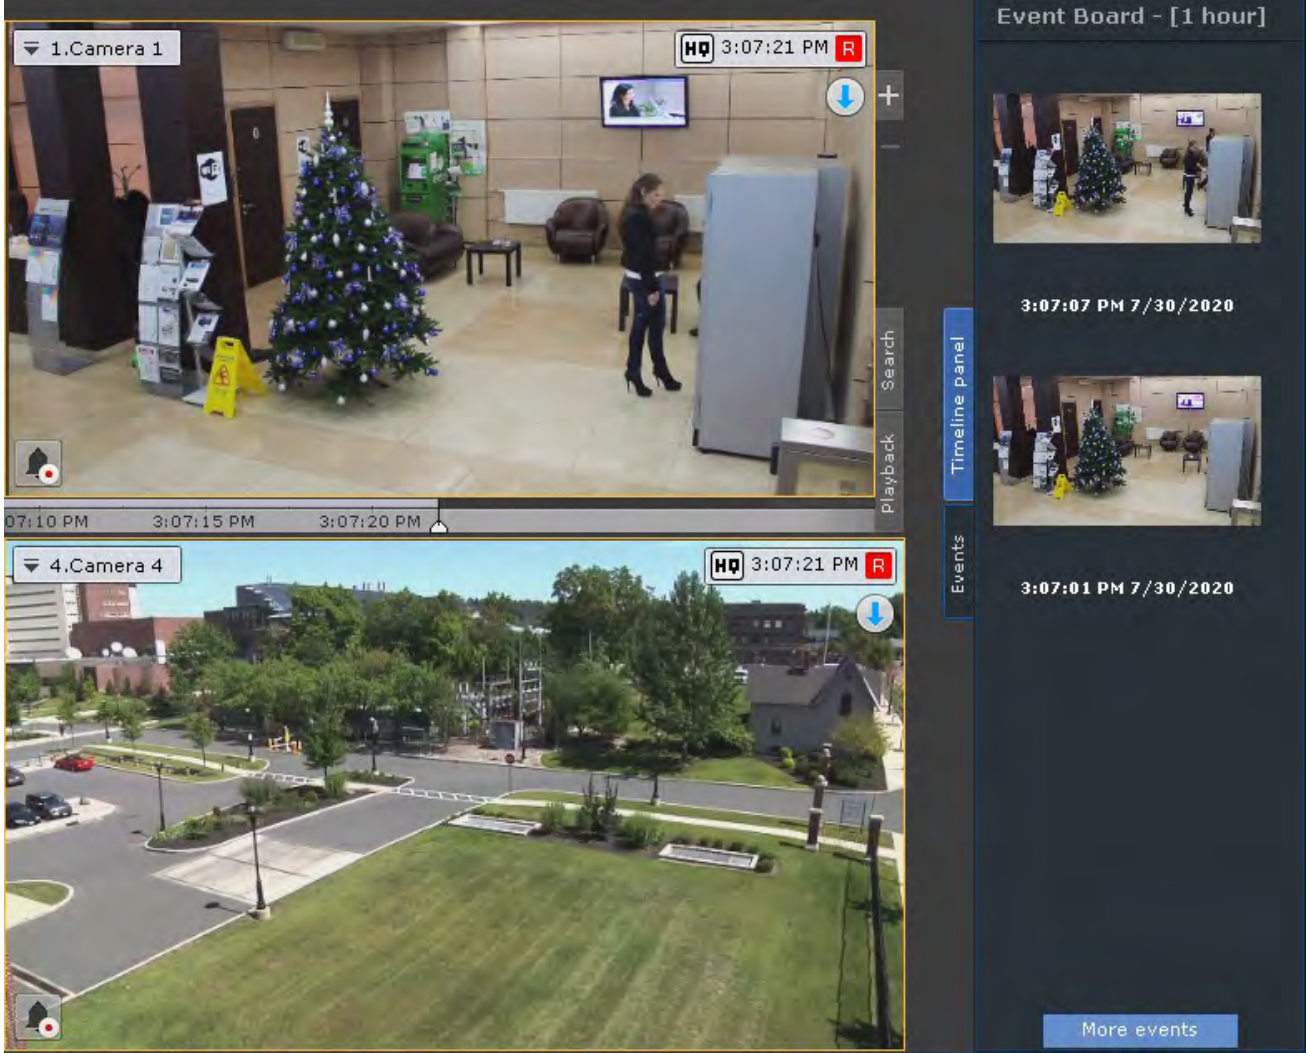 Event Board - [1 hour]
1.Camera 1
HQ 3:07:21 PM R
+
−
Search
Playback
07:10 PM 3:07:15 PM 3:07:20 PM
4.Camera 4
HQ 3:07:21 PM R
Timeline panel
Events
3:07:07 PM 7/30/2020
3:07:01 PM 7/30/2020
More events